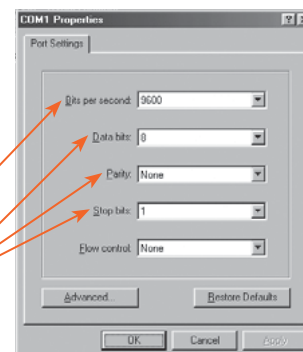 COM1 Properties
Port Settings
Bits per second: 9600
Data bits: 8
Parity: None
Stop bits: 1
Flow control: None
Advanced...
Restore Defaults
OK
Cancel
Apply